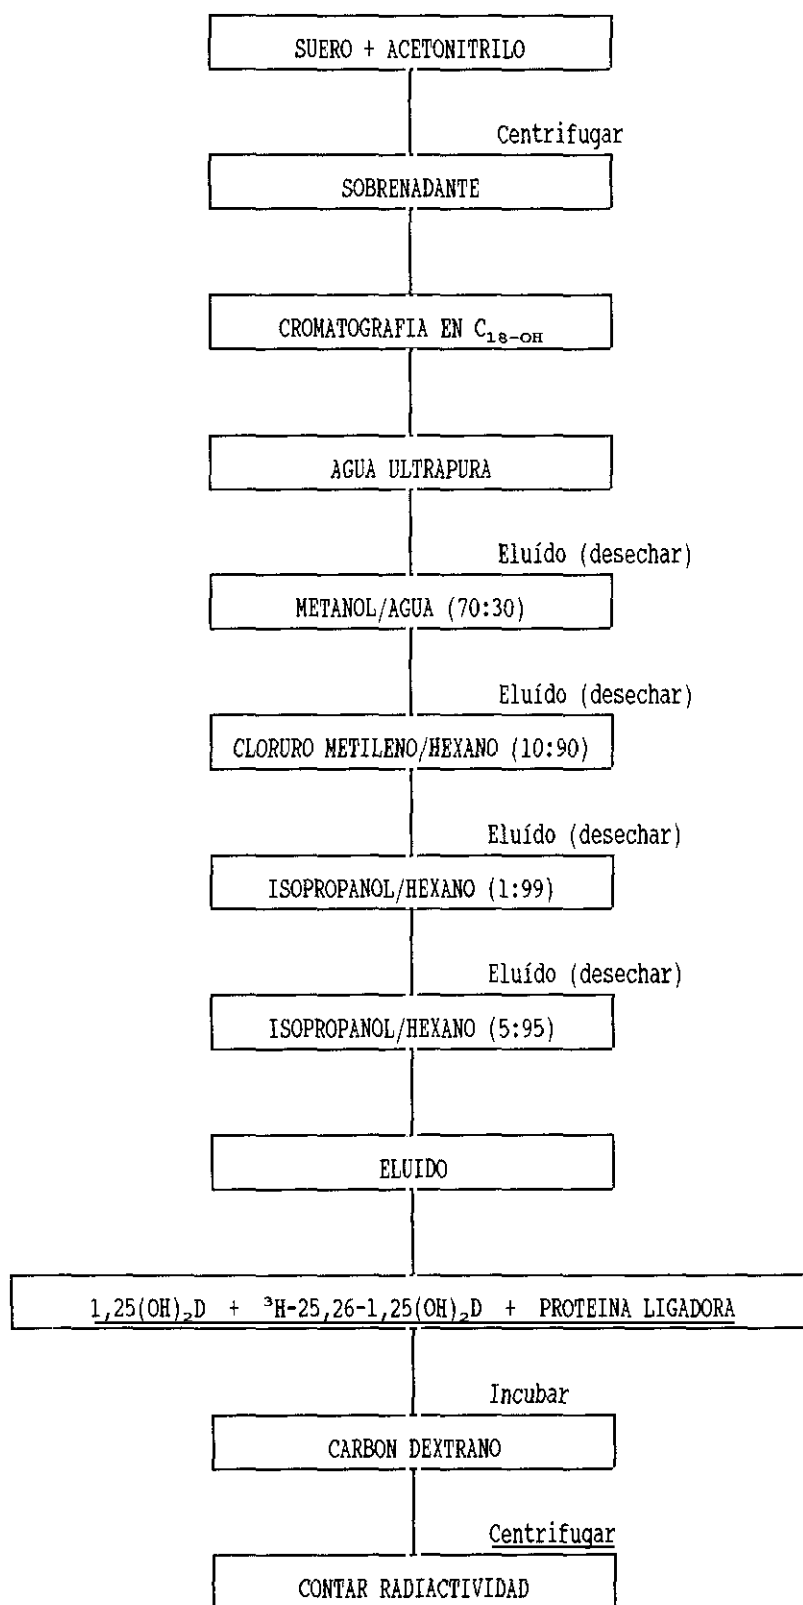 SUERO + ACETONITRILO
Centrifugar
SOBRENADANTE
CROMATOGRAFIA EN C₁₈₋OH
AGUA ULTRAPURA
Eluído (desechar)
METANOL/AGUA (70:30)
Eluído (desechar)
CLORURO METILENO/HEXANO (10:90)
Eluído (desechar)
ISOPROPANOL/HEXANO (1:99)
Eluído (desechar)
ISOPROPANOL/HEXANO (5:95)
ELUIDO
1,25(OH)₂D + ³H-25,26-1,25(OH)₂D + PROTEINA LIGADORA
Incubar
CARBON DEXTRANO
Centrifugar
CONTAR RADIACTIVIDAD